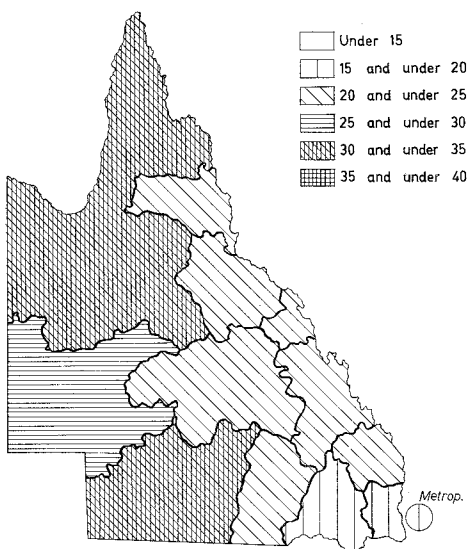 Under 15
15 and under 20
20 and under 25
25 and under 30
30 and under 35
35 and under 40
Metrop.